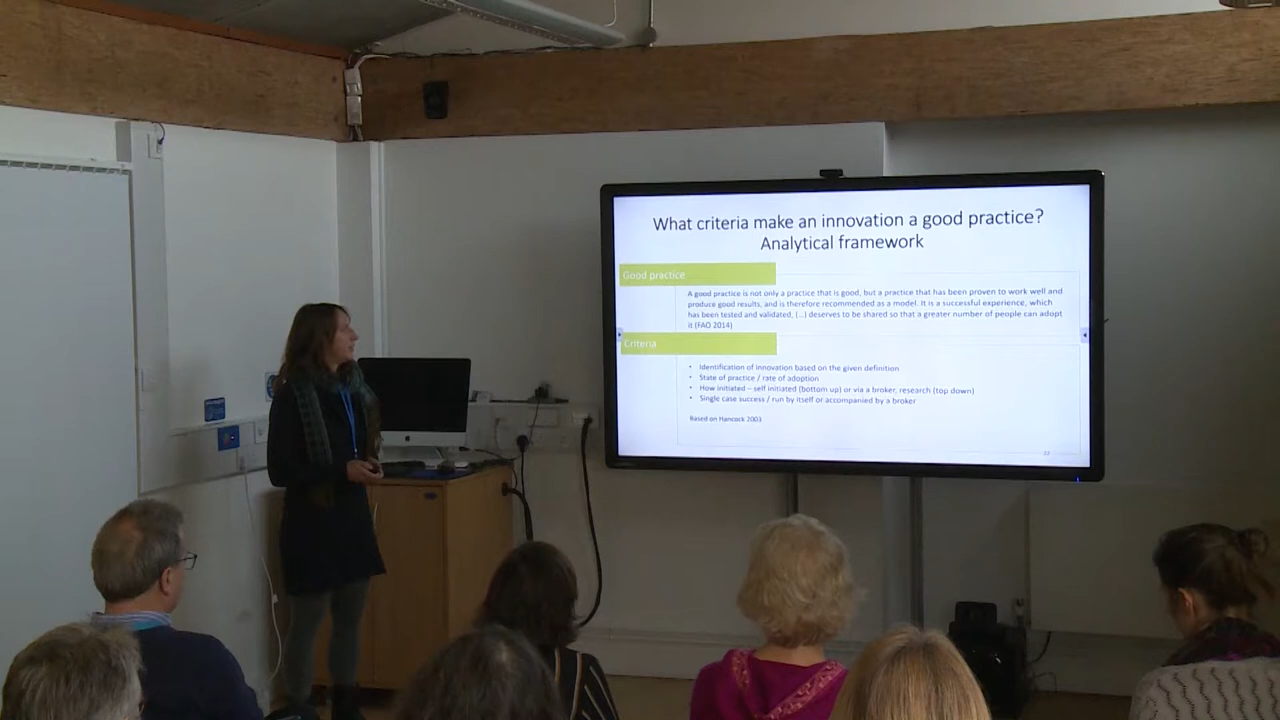 What criteria make an innovation a good practice?
Analytical framework
Good practice
A good practice is not only a practice that is good, but a practice that has been proven to work well and
produce good results, and is therefore recommended as a model. It is a successful experience, which
has been tested and validated, (...) deserves to be shared so that a greater number of people can adopt
it (FAO 2014)
Criteria
• Identification of innovation based on the given definition
• State of practice / rate of adoption
• How initiated – self initiated (bottom up) or via a broker, research (top down)
• Single case success / run by itself or accompanied by a broker
Based on Hancock 2003